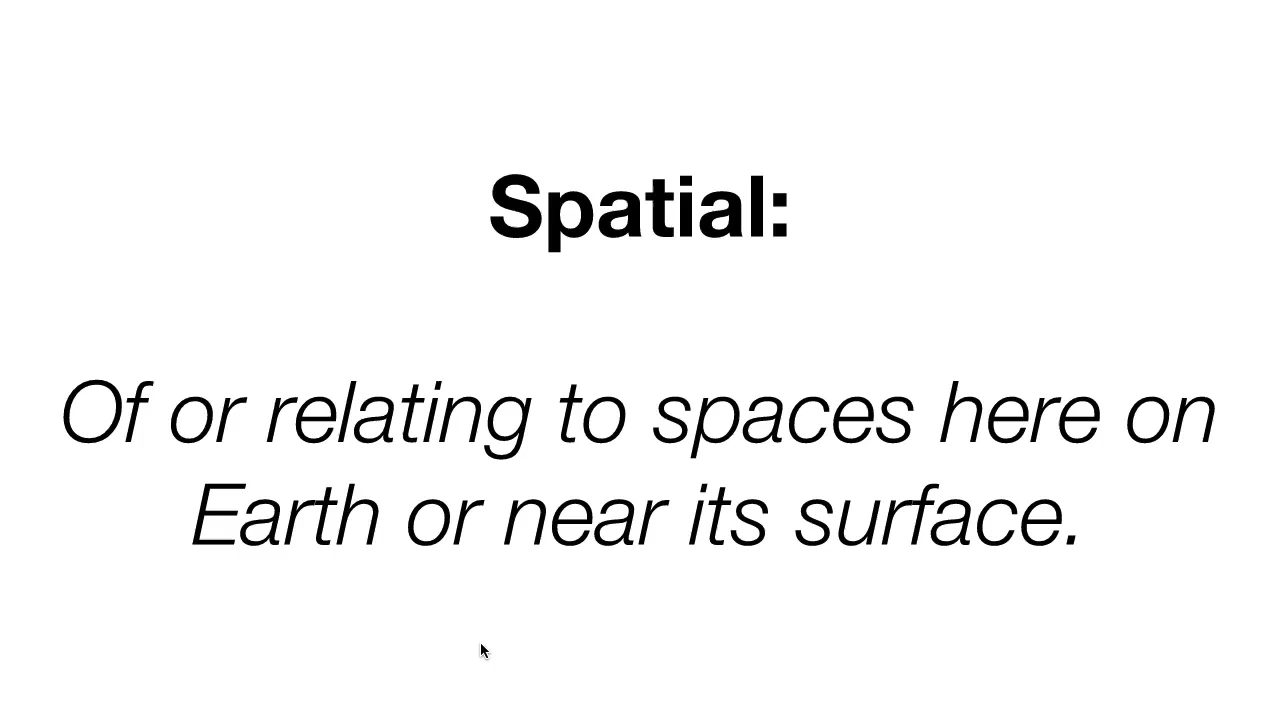 Spatial:
Of or relating to spaces here on
Earth or near its surface.